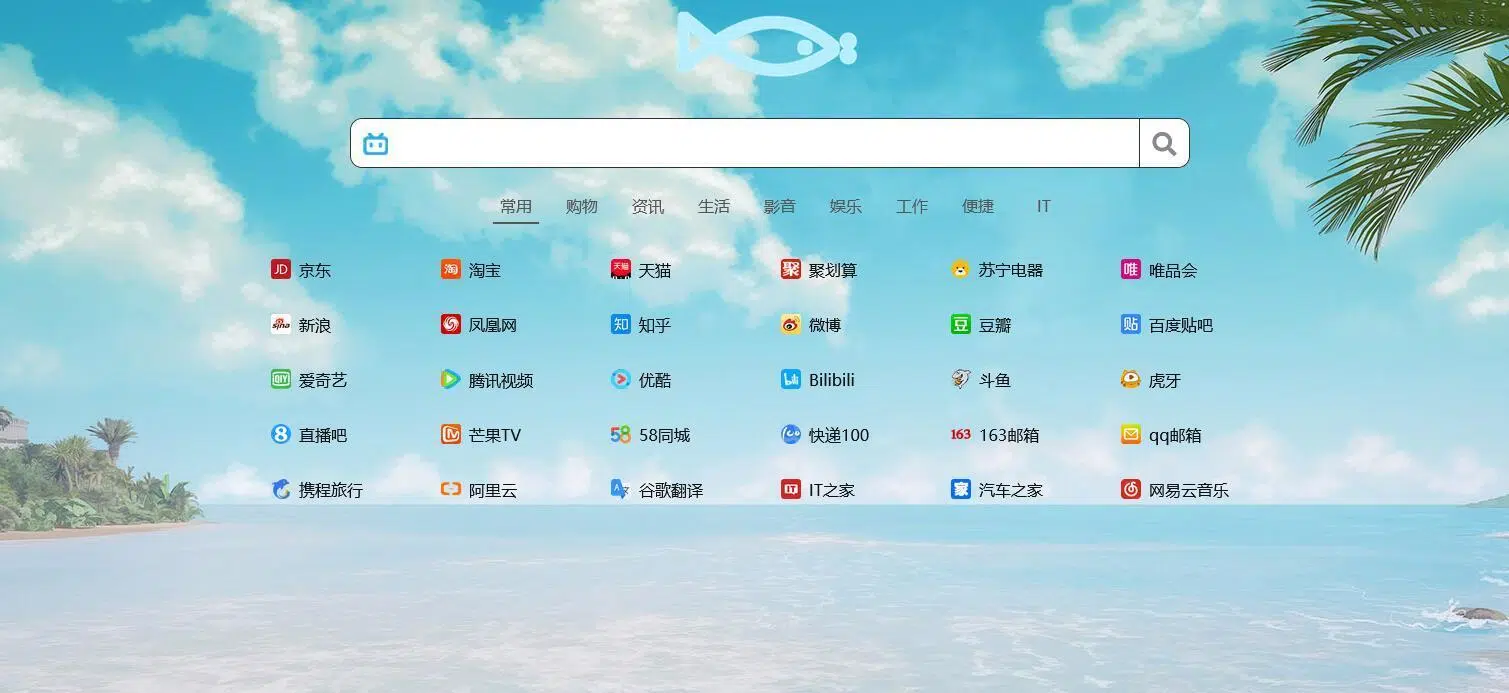 常用 购物 资讯 生活 影音 娱乐 工作 便捷 IT
JD 京东 淘 淘宝 天猫 天猫 聚 聚划算 苏宁电器 唯 唯品会
sina 新浪 凤凰网 知 知乎 微博 豆 豆瓣 贴 百度贴吧
QIY 爱奇艺 腾讯视频 优酷 bili Bilibili 斗鱼 虎牙
8 直播吧 芒果TV 58 58同城 快递100 163 163邮箱 qq邮箱
携程旅行 阿里云 谷歌翻译 IT IT之家 家 汽车之家 网易云音乐